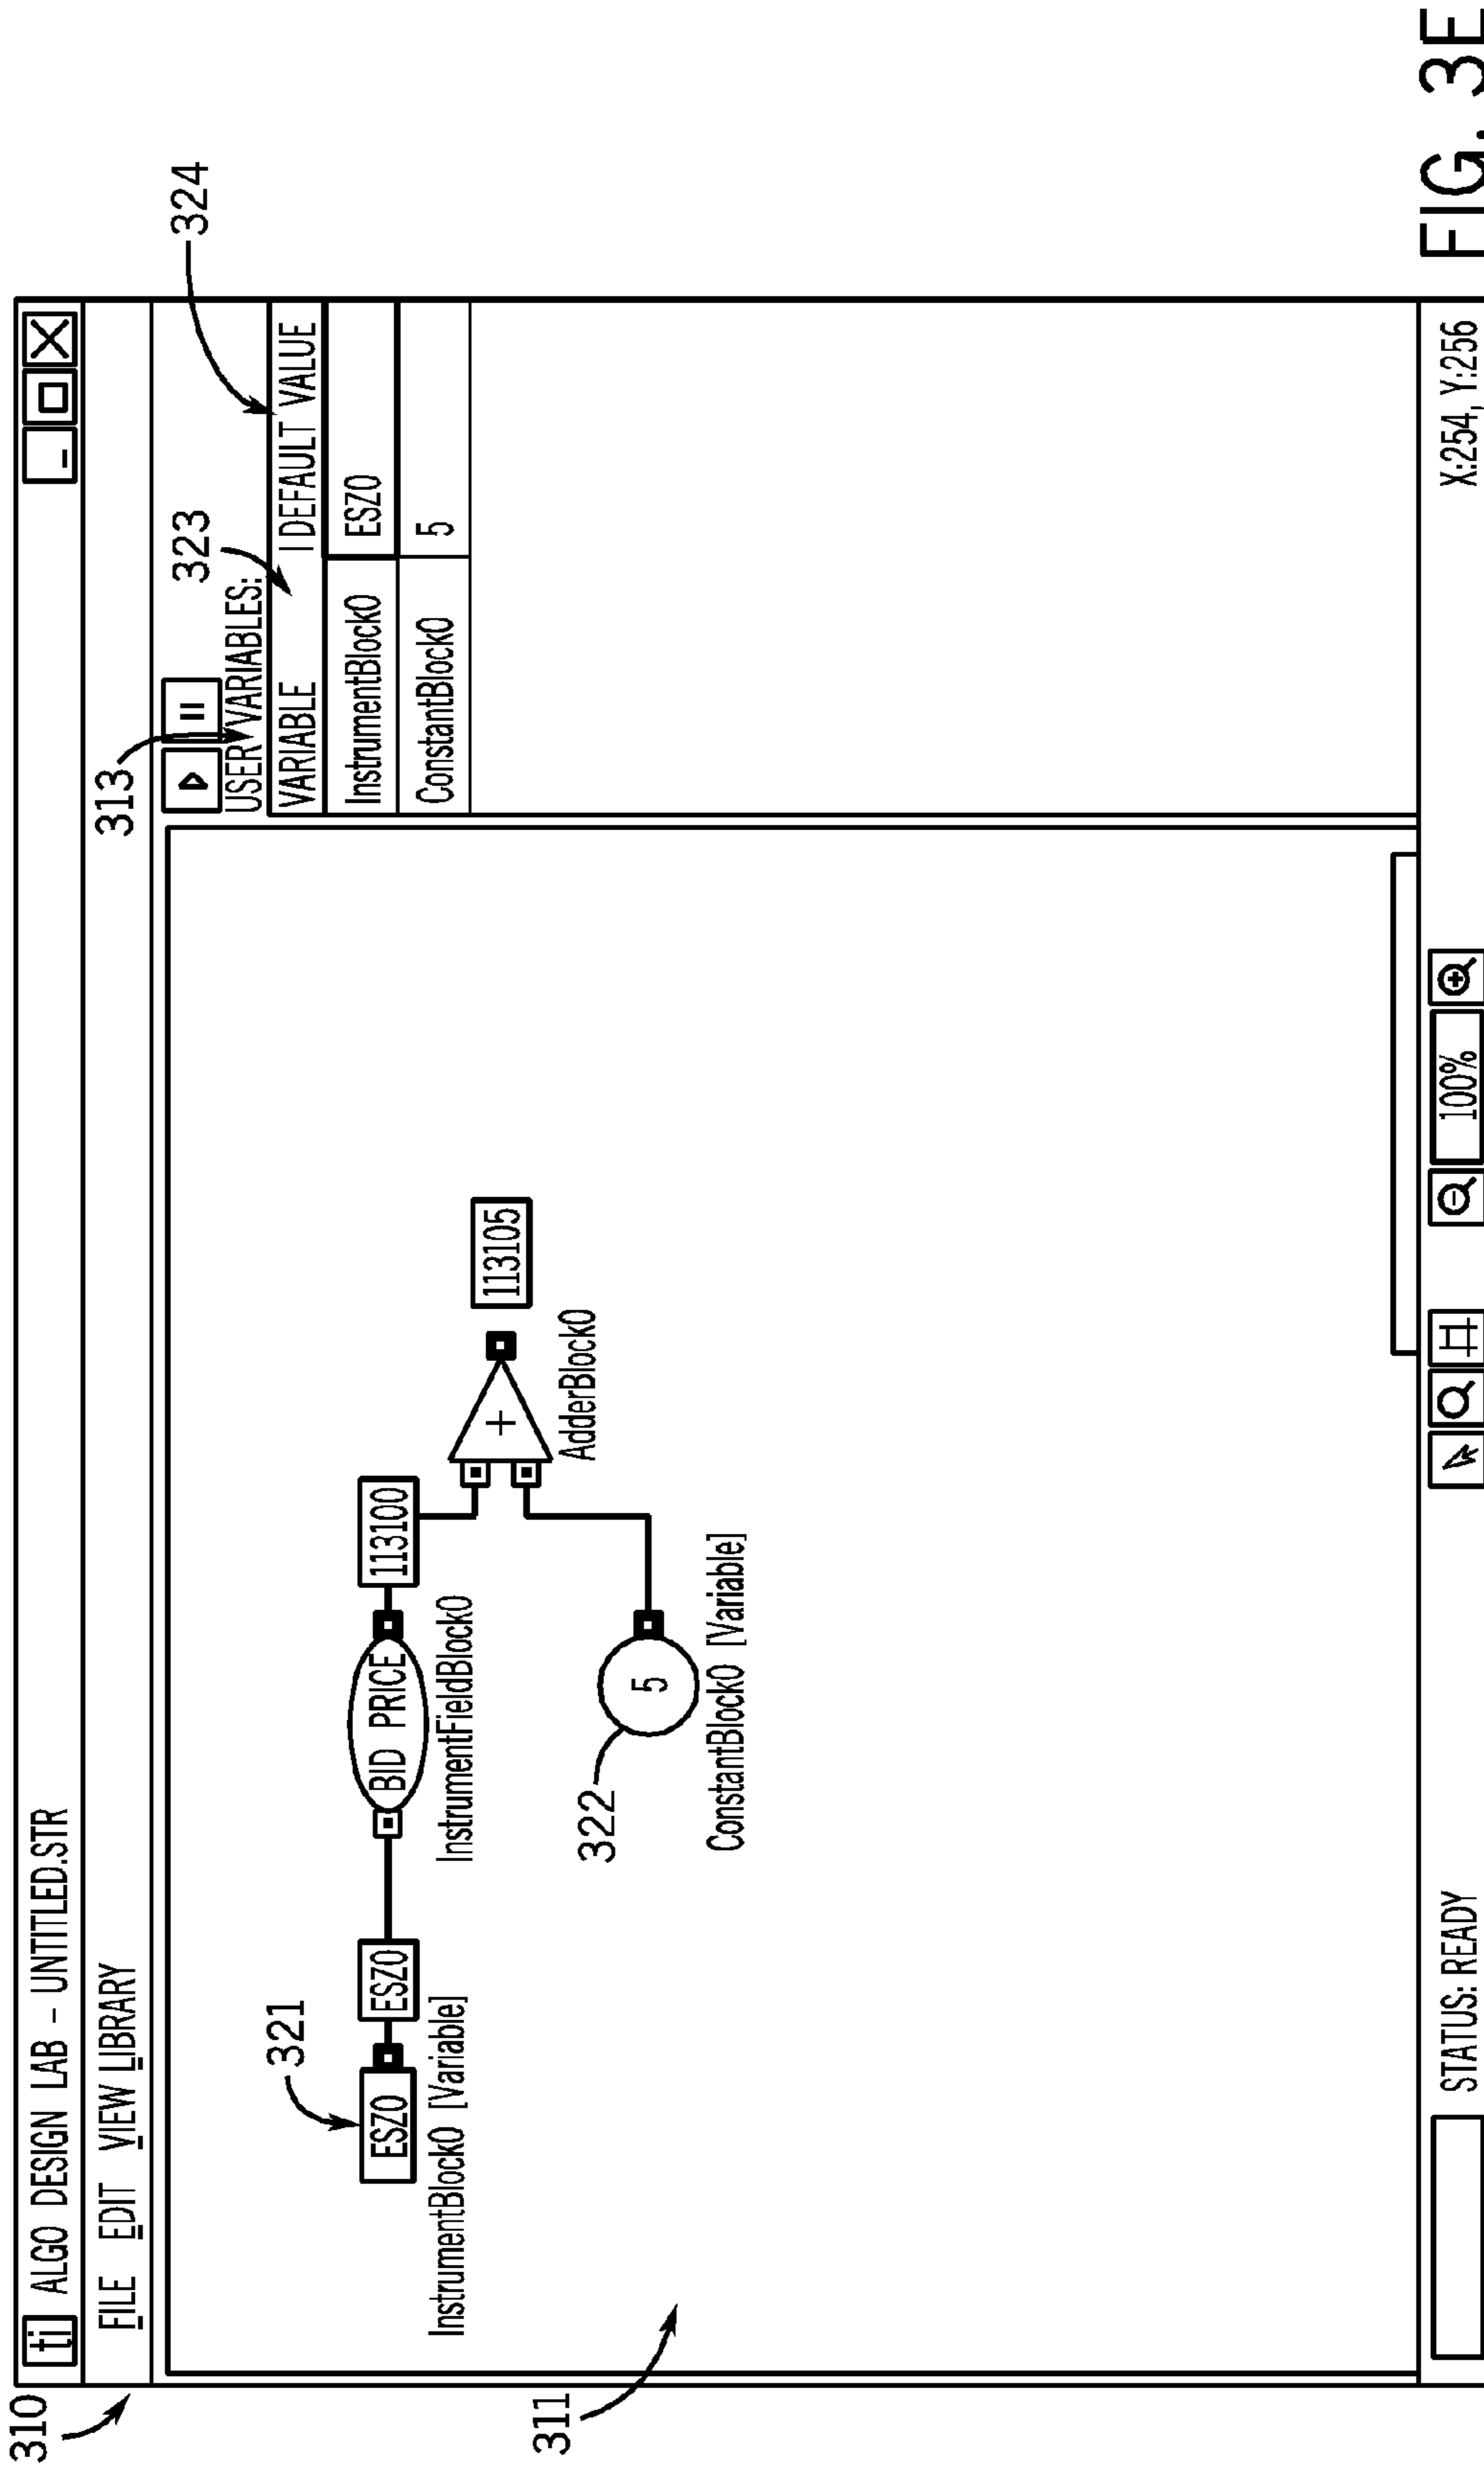 310
ti ALGO DESIGN LAB – UNTITLED.STR
FILE EDIT VIEW LIBRARY
313
323
324
USER VARIABLES:
VARIABLE | DEFAULT VALUE
InstrumentBlock0 ESZ0
ConstantBlock0 5
321
ESZ0 ESZ0 BID PRICE 113100
InstrumentBlock0 [Variable]
InstrumentFieldBlock0
+ 113105
AdderBlock0
322
5
ConstantBlock0 [Variable]
311
STATUS: READY 100% X:254, Y:256
FIG. 3E